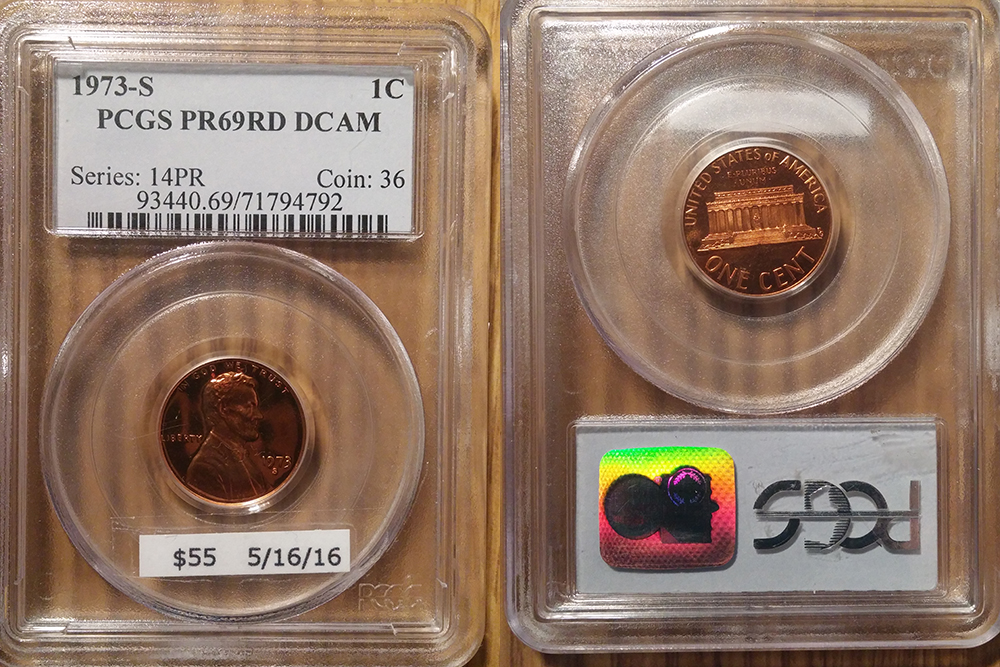 1973-S 1C
PCGS PR69RD DCAM
Series: 14PR Coin: 36
93440.69/71794792
IN GOD WE TRUST
LIBERTY
1973
S
$55 5/16/16
PCGS
UNITED STATES OF AMERICA
E·PLURIBUS
UNUM
ONE CENT
PCGS